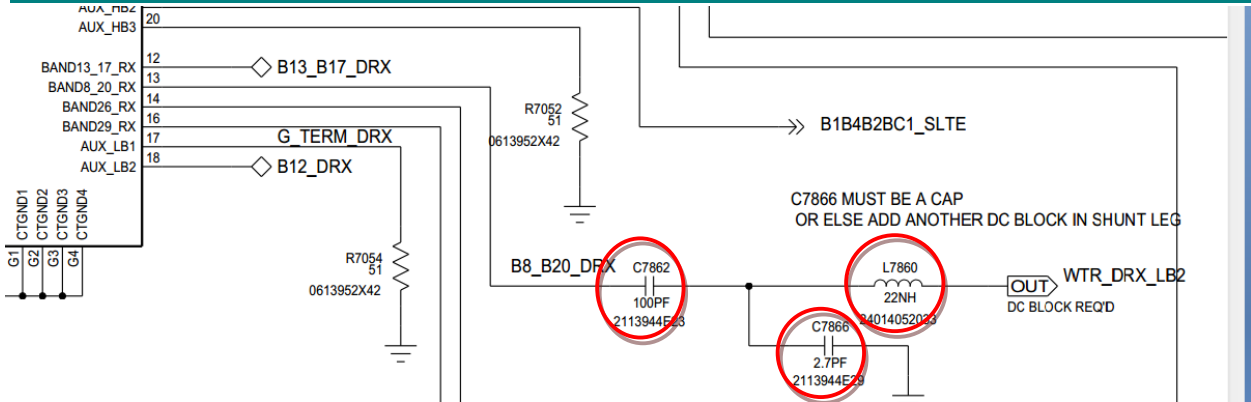 AUX_HB2
AUX_HB3
20
BAND13_17_RX
12
B13_B17_DRX
BAND8_20_RX
13
BAND26_RX
14
BAND29_RX
16
AUX_LB1
17
G_TERM_DRX
AUX_LB2
18
B12_DRX
R7052
51
0613952X42
B1B4B2BC1_SLTE
CTGND1
CTGND2
CTGND3
CTGND4
G1
G2
G3
G4
R7054
51
0613952X42
C7866 MUST BE A CAP
OR ELSE ADD ANOTHER DC BLOCK IN SHUNT LEG
B8_B20_DRX
C7862
100PF
2113944E23
L7860
22NH
24014052033
OUT
WTR_DRX_LB2
DC BLOCK REQ'D
C7866
2.7PF
2113944E29